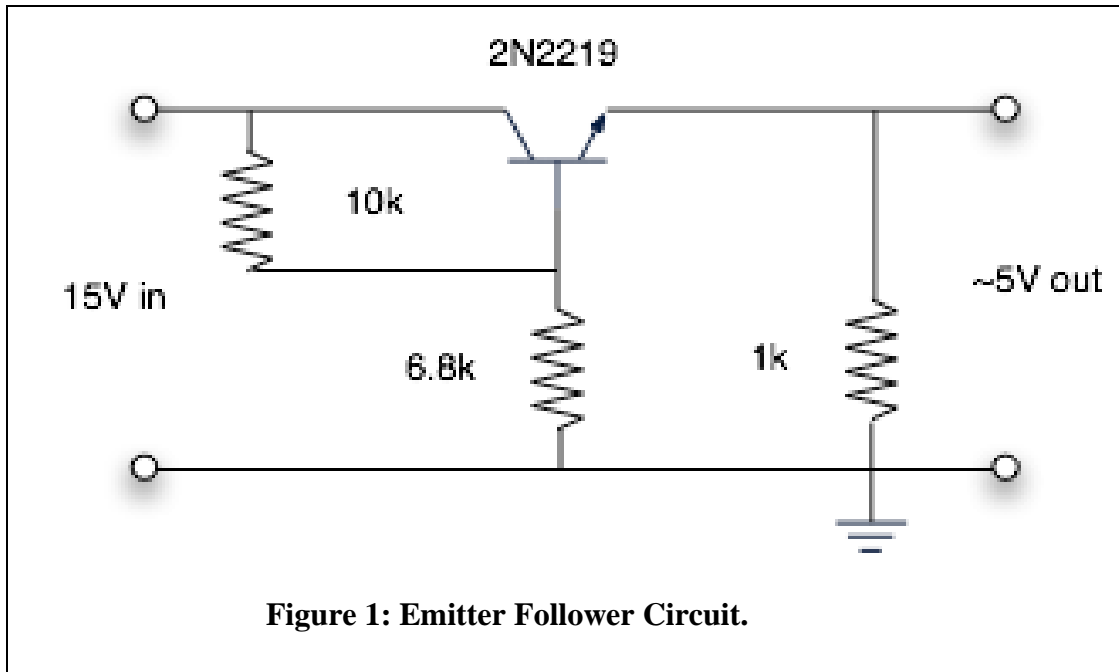 2N2219
10k
15V in
~5V out
6.8k
1k
Figure 1: Emitter Follower Circuit.